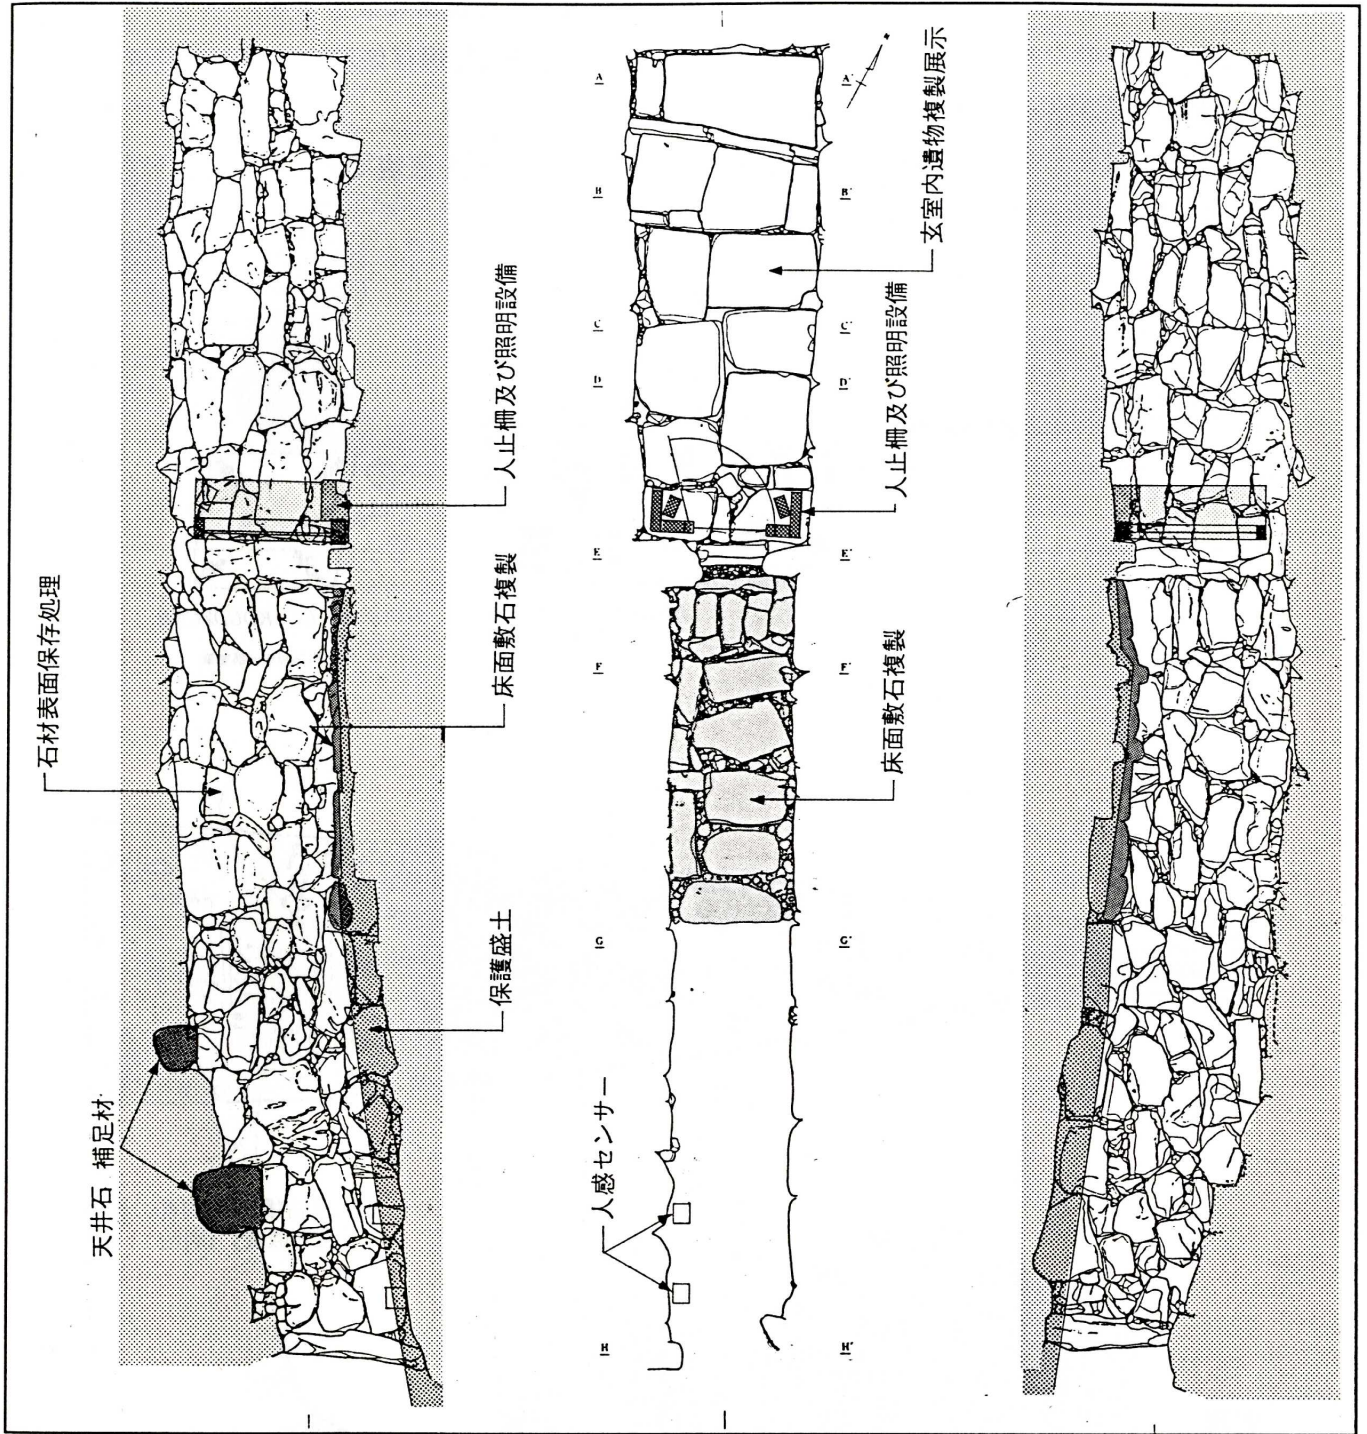 石材表面保存処理
天井石 補足材
人止柵及び照明設備
床面敷石複製
保護盛土
人感センサー
玄室内遺物複製展示
人止柵及び照明設備
床面敷石複製
A A'
B B'
C C'
D D'
E E'
F F'
G G'
H H'